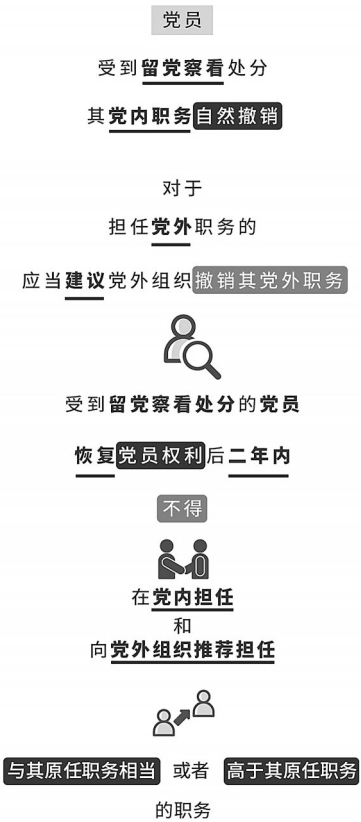 党员
受到留党察看处分
其党内职务自然撤销
对于
担任党外职务的
应当建议党外组织撤销其党外职务
受到留党察看处分的党员
恢复党员权利后二年内
不得
在党内担任
和
向党外组织推荐担任
与其原任职务相当 或者 高于其原任职务
的职务